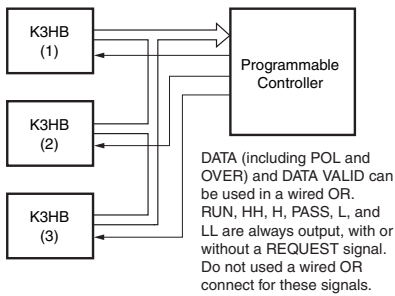 K3HB
(1)
Programmable
Controller
K3HB
(2)
K3HB
(3)
DATA (including POL and
OVER) and DATA VALID can
be used in a wired OR.
RUN, HH, H, PASS, L, and
LL are always output, with or
without a REQUEST signal.
Do not used a wired OR
connect for these signals.